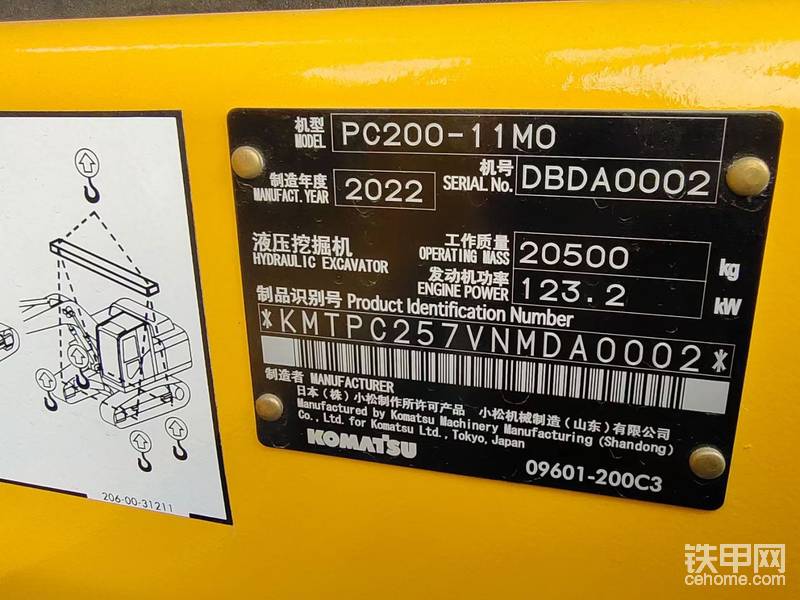 机型 MODEL PC200-11M0
机号 SERIAL No. DBDA0002
制造年度 MANUFACT. YEAR 2022
液压挖掘机 HYDRAULIC EXCAVATOR
工作质量 OPERATING MASS 20500 kg
发动机功率 ENGINE POWER 123.2 kW
制品识别号 Product Identification Number
*KMTPC257VNMDA0002*
制造者 MANUFACTURER
日本（株）小松制作所许可产品 小松机械制造（山东）有限公司
Manufactured by Komatsu Machinery Manufacturing (Shandong)
Co., Ltd. for Komatsu Ltd., Tokyo, Japan
KOMATSU
09601-200C3
206-00-31211
铁甲网
cehome.com